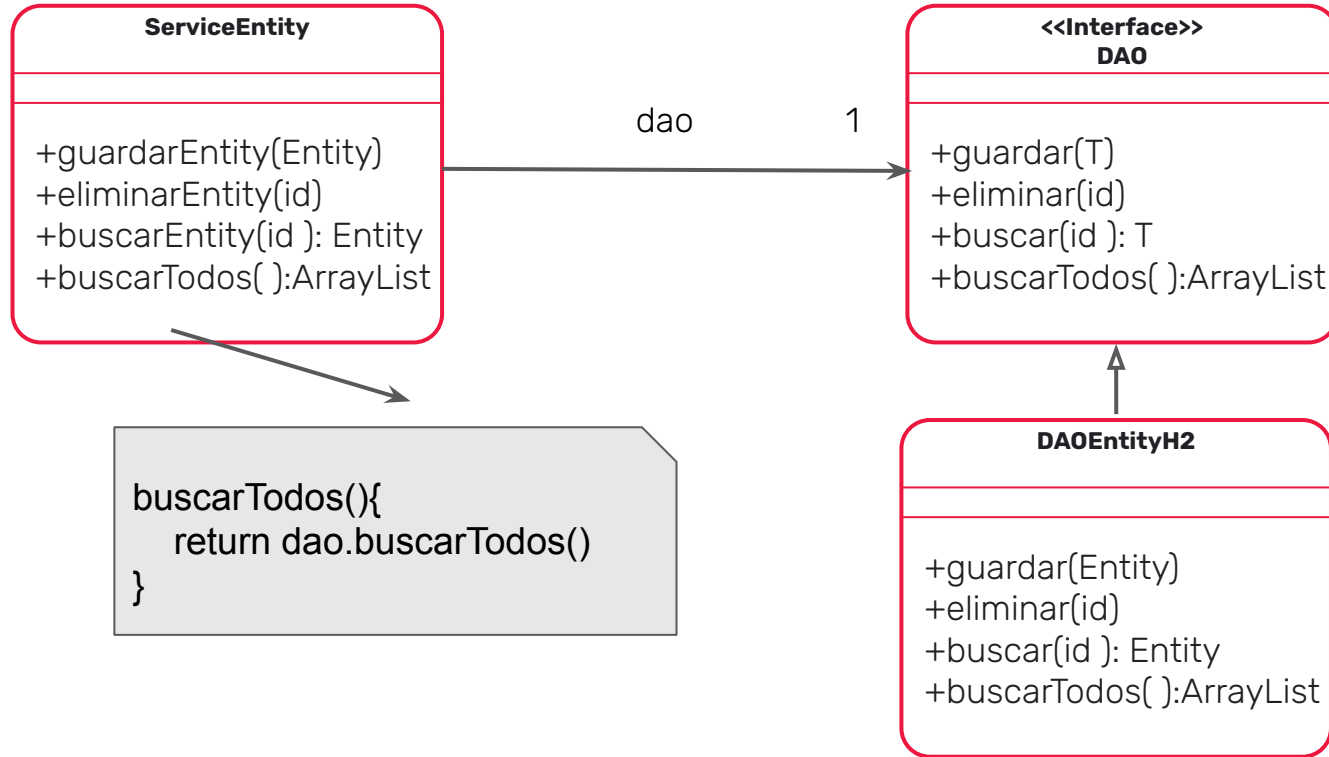 ServiceEntity
+guardarEntity(Entity)
+eliminarEntity(id)
+buscarEntity(id ): Entity
+buscarTodos( ):ArrayList
dao
1
<<Interface>>
DAO
+guardar(T)
+eliminar(id)
+buscar(id ): T
+buscarTodos( ):ArrayList
buscarTodos(){
return dao.buscarTodos()
}
DAOEntityH2
+guardar(Entity)
+eliminar(id)
+buscar(id ): Entity
+buscarTodos( ):ArrayList